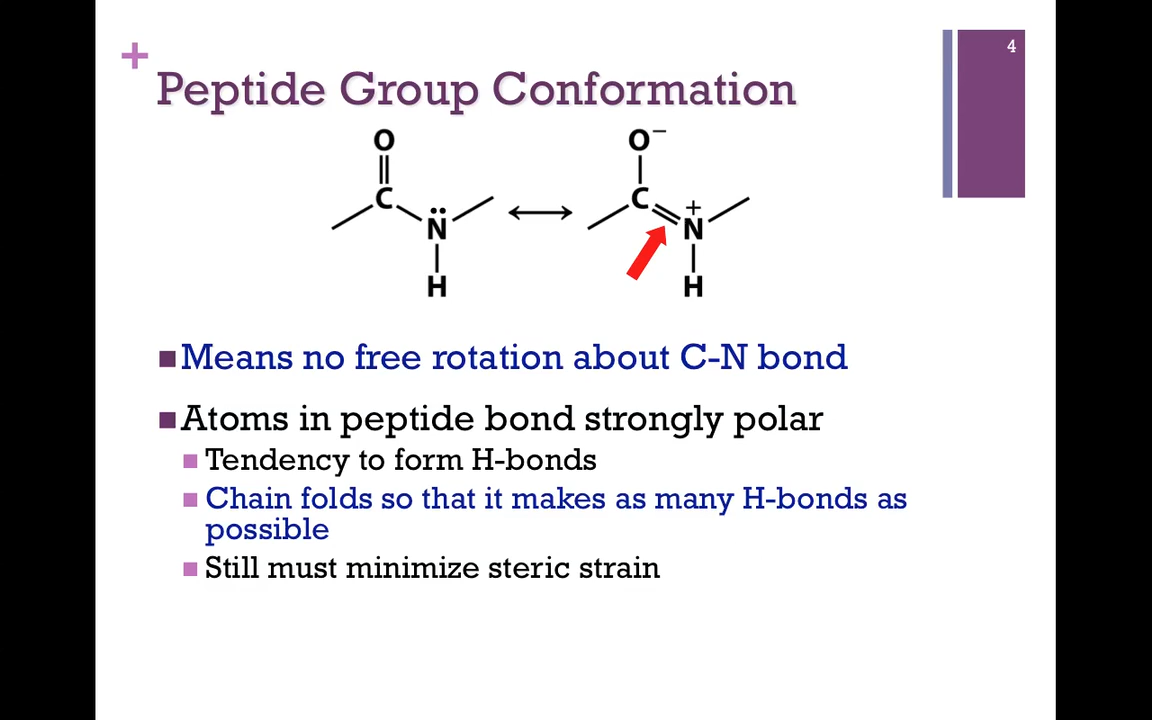 4
+
Peptide Group Conformation
O O−
C C +
N N
H H
■Means no free rotation about C-N bond
■Atoms in peptide bond strongly polar
■ Tendency to form H-bonds
■ Chain folds so that it makes as many H-bonds as
possible
■ Still must minimize steric strain